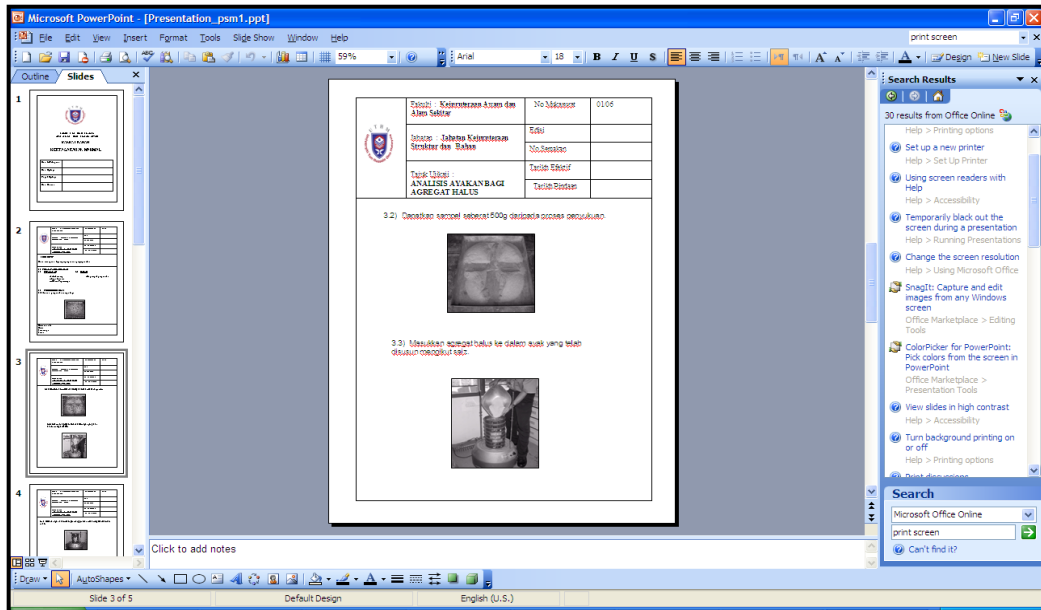 Microsoft PowerPoint - [Presentation_psm1.ppt]
File Edit View Insert Format Tools Slide Show Window Help
print screen
59%
Arial
18
B I U S
Design
New Slide
Outline
Slides
1
2
3
4
Fakulti : Kejuruteraan Awam dan
Alam Sekitar
No Mukasurat
0106
Jabatan : Jabatan Kejuruteraan
Struktur dan Bahan
Edisi
No Semakan
Tajuk Ujikaji :
ANALISIS AYAKAN BAGI
AGREGAT HALUS
Tarikh Efektif
Tarikh Pindaan
3.2) Dapatkan sampel seberat 500g daripada proses penyukuan.
3.3) Masukkan agregat halus ke dalam ayak yang telah
disusun mengikut saiz.
Click to add notes
Search Results
30 results from Office Online
Help > Printing options
Set up a new printer
Help > Set Up Printer
Using screen readers with
Help
Help > Accessibility
Temporarily black out the
screen during a presentation
Help > Running Presentations
Change the screen resolution
Help > Using Microsoft Office
SnagIt: Capture and edit
images from any Windows
screen
Office Marketplace > Editing
Tools
ColorPicker for PowerPoint:
Pick colors from the screen in
PowerPoint
Office Marketplace >
Presentation Tools
View slides in high contrast
Help > Accessibility
Turn background printing on
or off
Help > Printing options
Print discussions
Search
Microsoft Office Online
print screen
Can't find it?
Draw
AutoShapes
Slide 3 of 5
Default Design
English (U.S.)